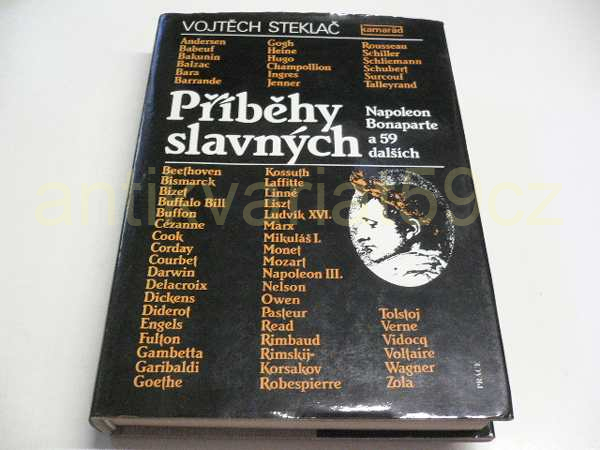 VOJTĚCH STEKLAČ
kamarád
Andersen
Babeuf
Bakunin
Balzac
Bara
Barrande
Gogh
Heine
Hugo
Champollion
Ingres
Jenner
Rousseau
Schiller
Schliemann
Schubert
Surcouf
Talleyrand
Příběhy
slavných
Napoleon
Bonaparte
a 59
dalších
Beethoven
Bismarck
Bizet
Buffalo Bill
Buffon
Cézanne
Cook
Corday
Courbet
Darwin
Delacroix
Dickens
Diderot
Engels
Fulton
Gambetta
Garibaldi
Goethe
Kossuth
Laffitte
Linné
Liszt
Ludvík XVI.
Marx
Mikuláš I.
Monet
Mozart
Napoleon III.
Nelson
Owen
Pasteur
Read
Rimbaud
Rimskij-
Korsakov
Robespierre
Tolstoj
Verne
Vidocq
Voltaire
Wagner
Zola
PRÁCE
antikvariat59cz